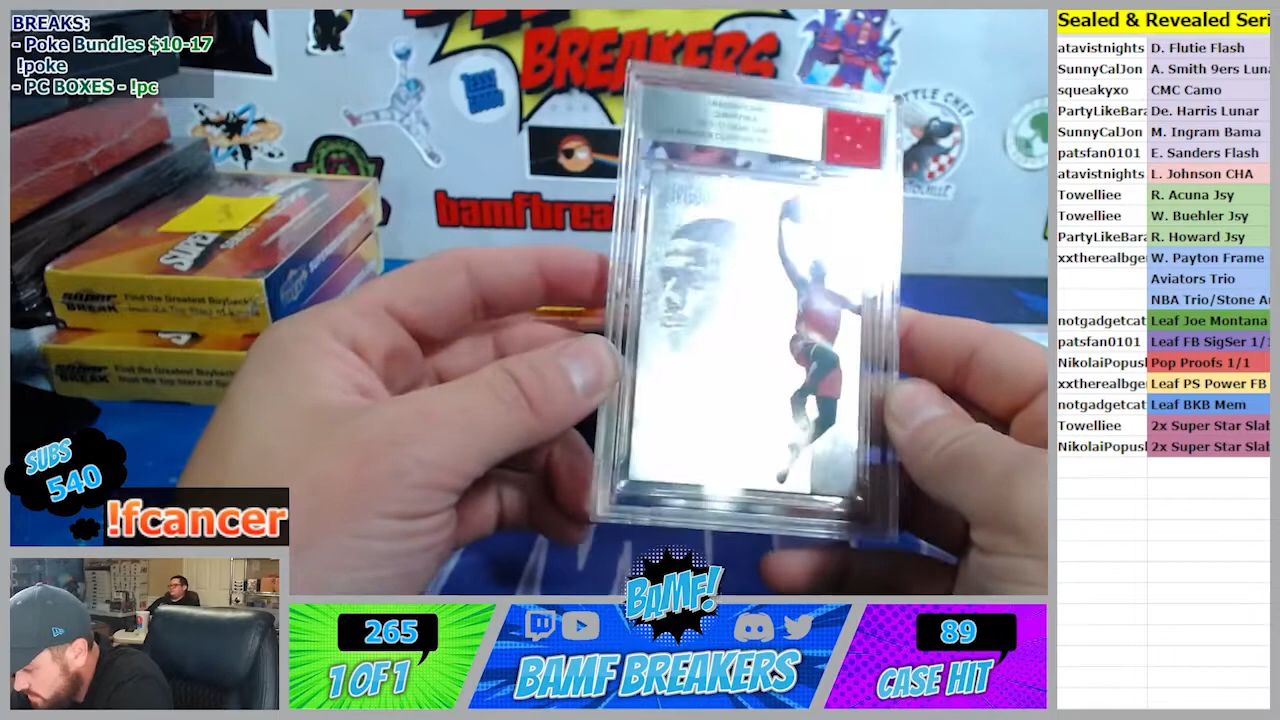 BREAKS:
- Poke Bundles $10-17
!poke
- PC BOXES - !pc
BREAKERS
bamfbrea
SUPER
BREAK
Find the Greatest Buyback
BREAK
SUBS
540
!fcancer
265
1 OF 1
BAMF!
BAMF BREAKERS
89
CASE HIT
Sealed & Revealed Seri
atavistnights D. Flutie Flash
SunnyCalJon A. Smith 9ers Luna
squeakyxo CMC Camo
PartyLikeBara De. Harris Lunar
SunnyCalJon M. Ingram Bama
patsfan0101 E. Sanders Flash
atavistnights L. Johnson CHA
Towelliee R. Acuna Jsy
Towelliee W. Buehler Jsy
PartyLikeBara R. Howard Jsy
xxtherealbge W. Payton Frame
Aviators Trio
NBA Trio/Stone A
notgadgetcat Leaf Joe Montana
patsfan0101 Leaf FB SigSer 1/1
NikolaiPopusl Pop Proofs 1/1
xxtherealbge Leaf PS Power FB
notgadgetcat Leaf BKB Mem
Towelliee 2x Super Star Slab
NikolaiPopusl 2x Super Star Slab